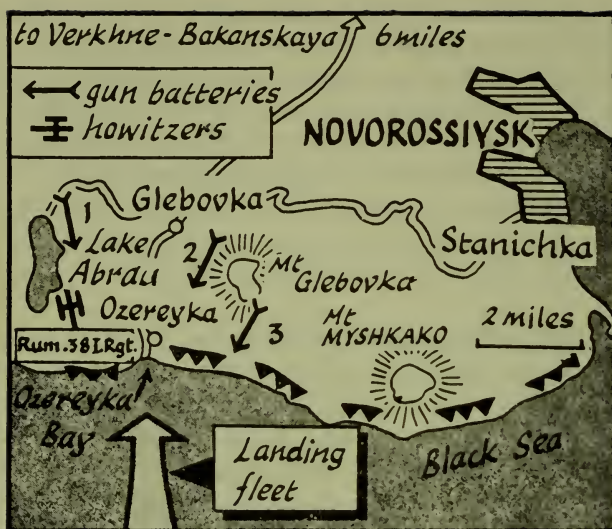 to Verkhne-Bakanskaya 6 miles
gun batteries
howitzers
NOVOROSSIYSK
1
Glebovka
Stanichka
Lake
Abrau
2
Mt
Glebovka
Ozereyka
3
Mt
MYSHKAKO
2 miles
Rum. 38 I. Rgt.
Ozereyka
Bay
Landing
fleet
Black Sea